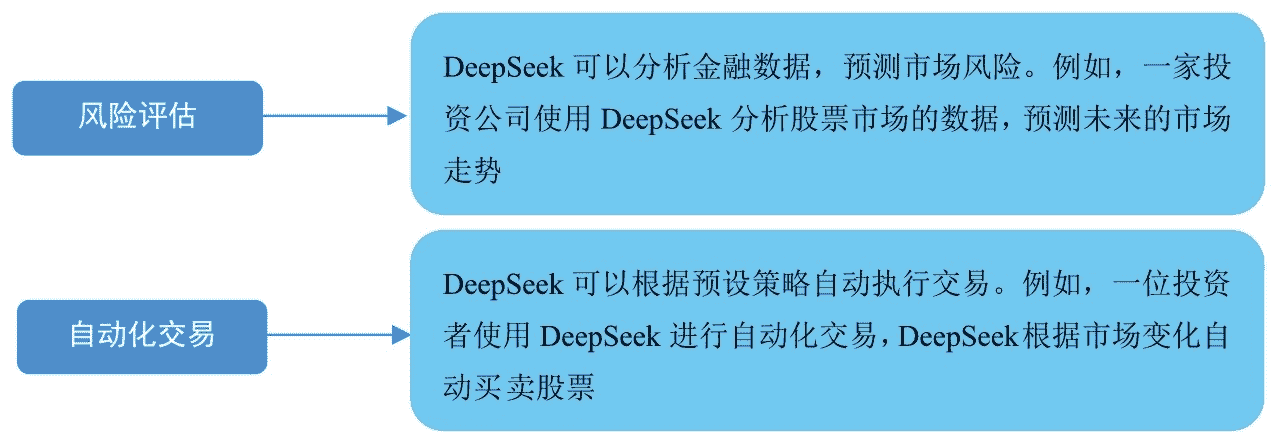 风险评估
DeepSeek 可以分析金融数据，预测市场风险。例如，一家投
资公司使用 DeepSeek 分析股票市场的数据，预测未来的市场
走势
自动化交易
DeepSeek 可以根据预设策略自动执行交易。例如，一位投资
者使用 DeepSeek 进行自动化交易，DeepSeek根据市场变化自
动买卖股票